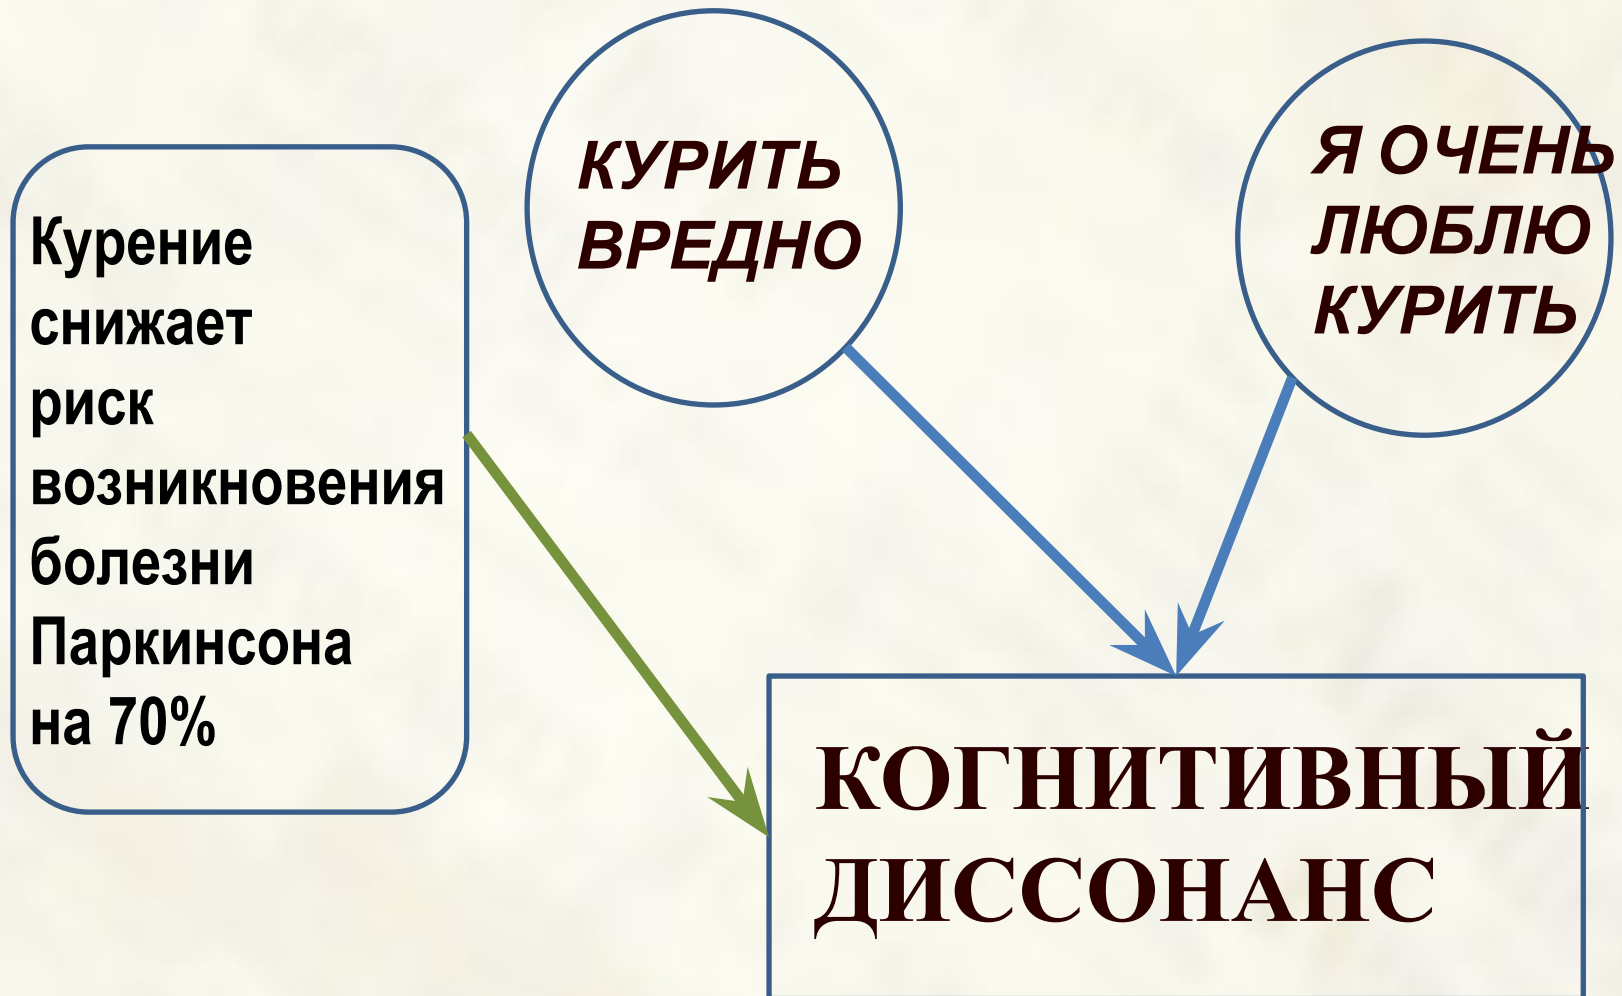 Курение
снижает
риск
возникновения
болезни
Паркинсона
на 70%
КУРИТЬ
ВРЕДНО
Я ОЧЕНЬ
ЛЮБЛЮ
КУРИТЬ
КОГНИТИВНЫЙ
ДИССОНАНС